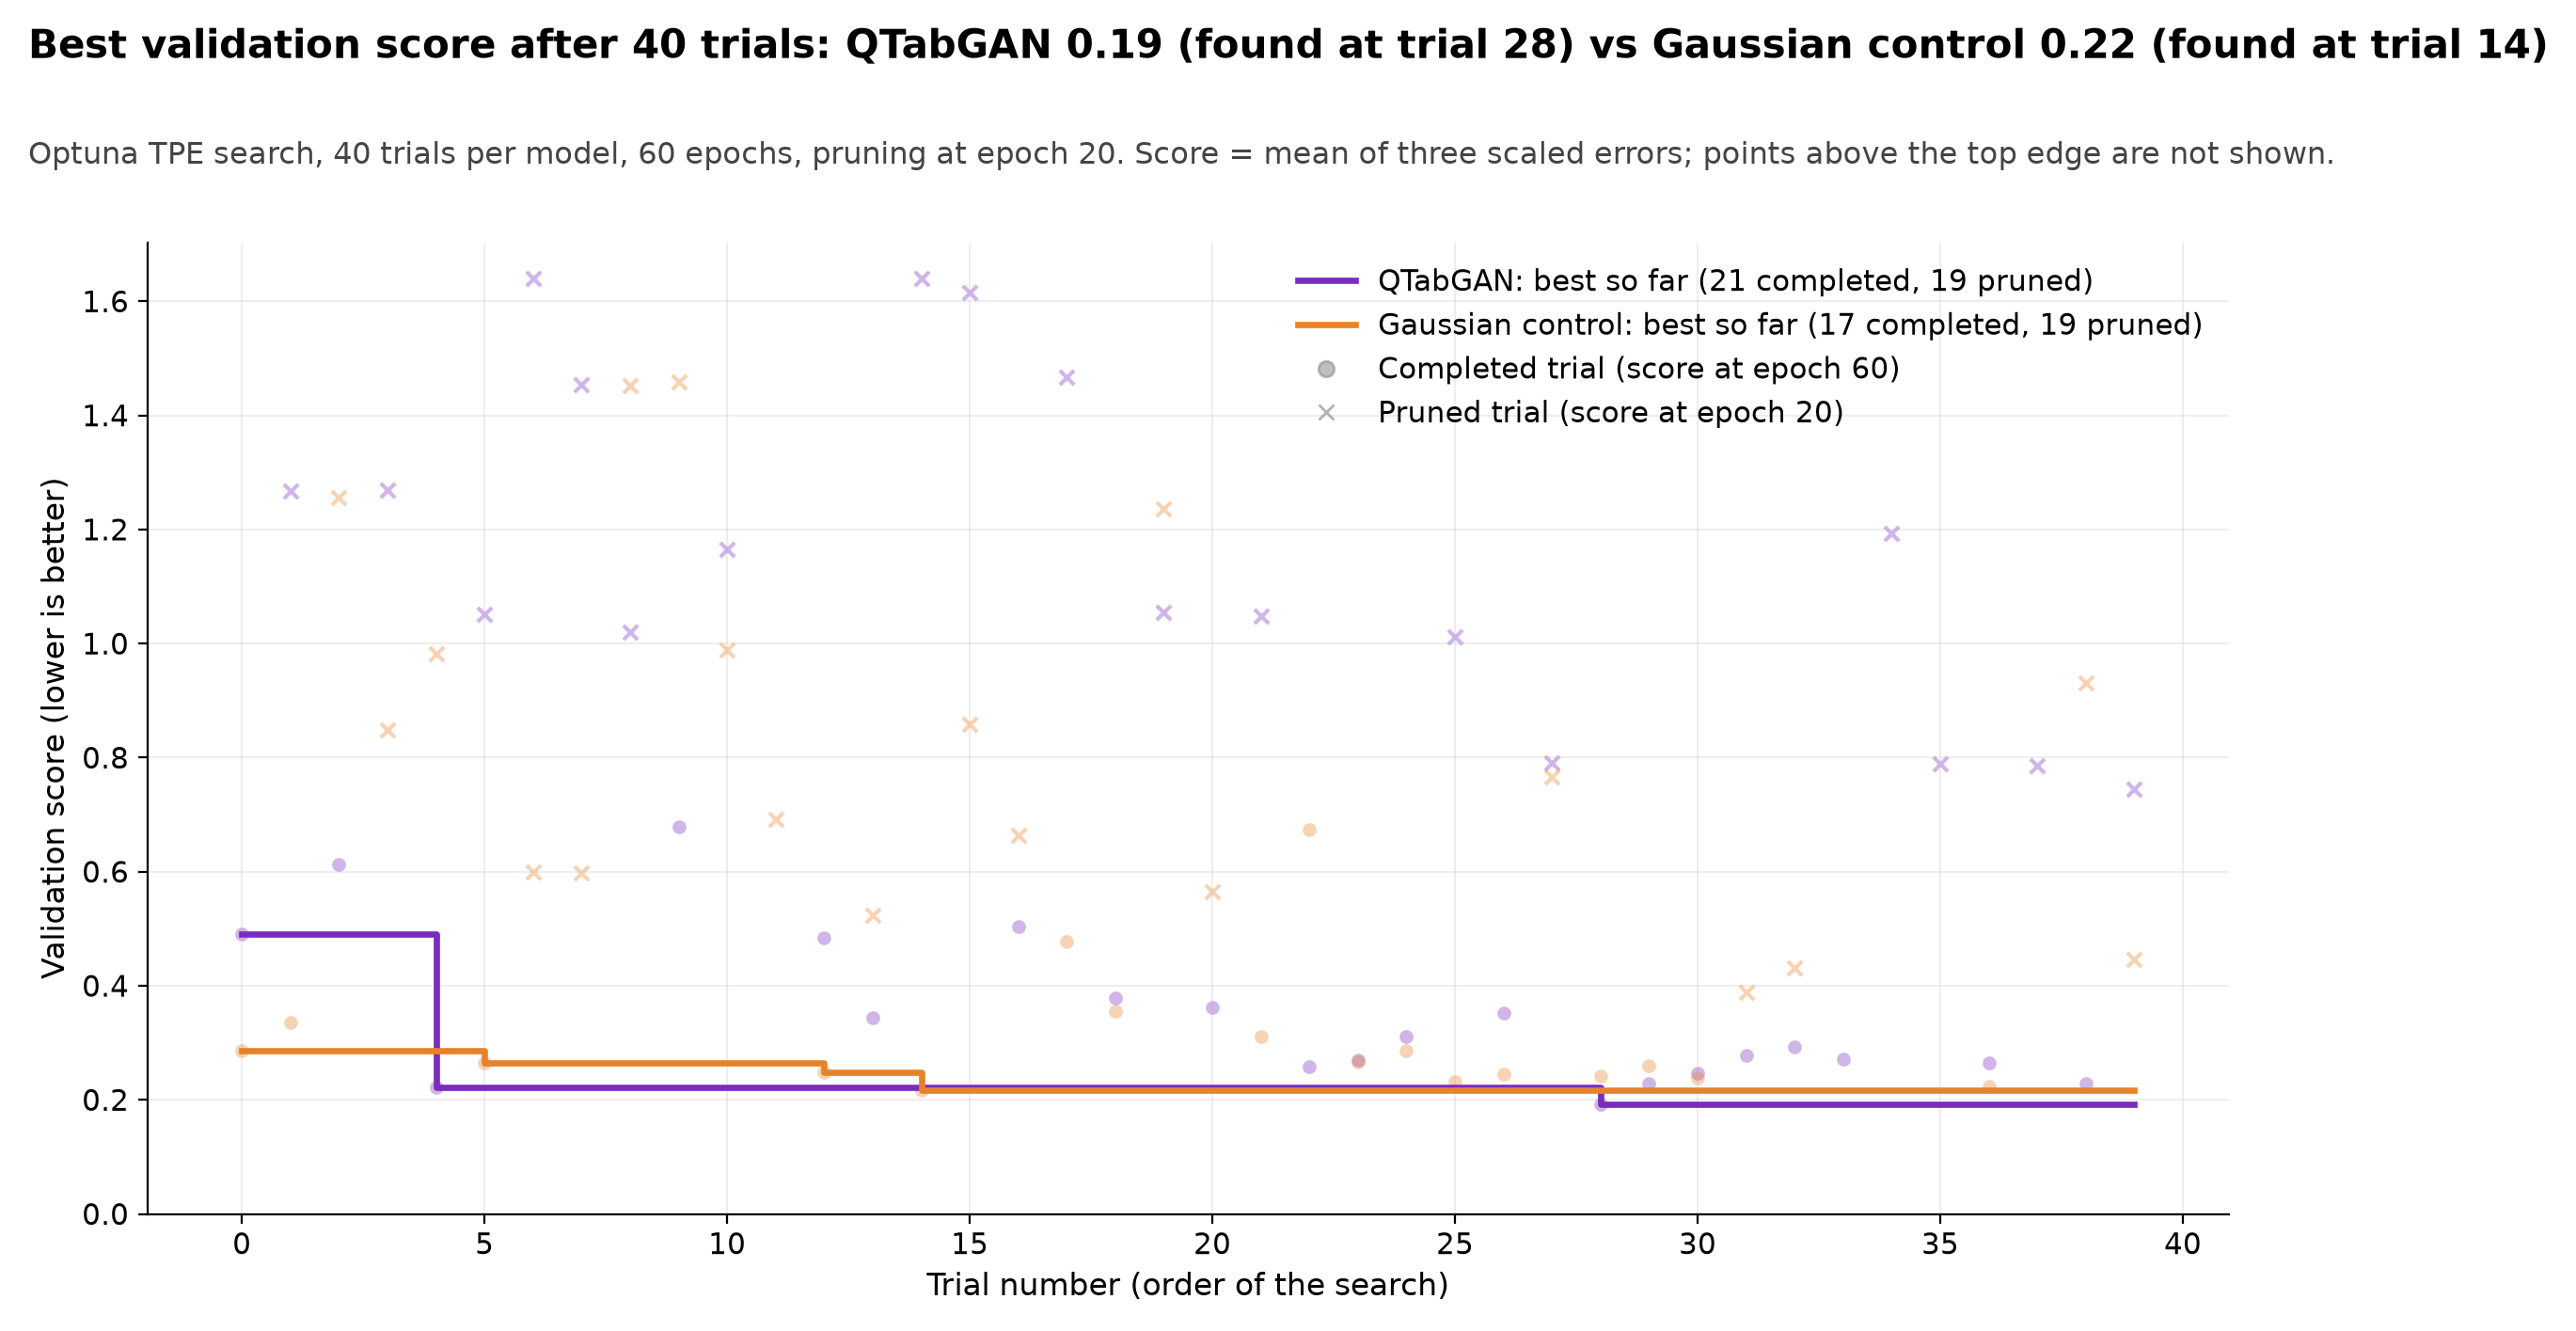 Best validation score after 40 trials: QTabGAN 0.19 (found at trial 28) vs Gaussian control 0.22 (found at trial 14)
Optuna TPE search, 40 trials per model, 60 epochs, pruning at epoch 20. Score = mean of three scaled errors; points above the top edge are not shown.
QTabGAN: best so far (21 completed, 19 pruned)
Gaussian control: best so far (17 completed, 19 pruned)
Completed trial (score at epoch 60)
Pruned trial (score at epoch 20)
Validation score (lower is better)
1.6
1.4
1.2
1.0
0.8
0.6
0.4
0.2
0.0
0 5 10 15 20 25 30 35 40
Trial number (order of the search)